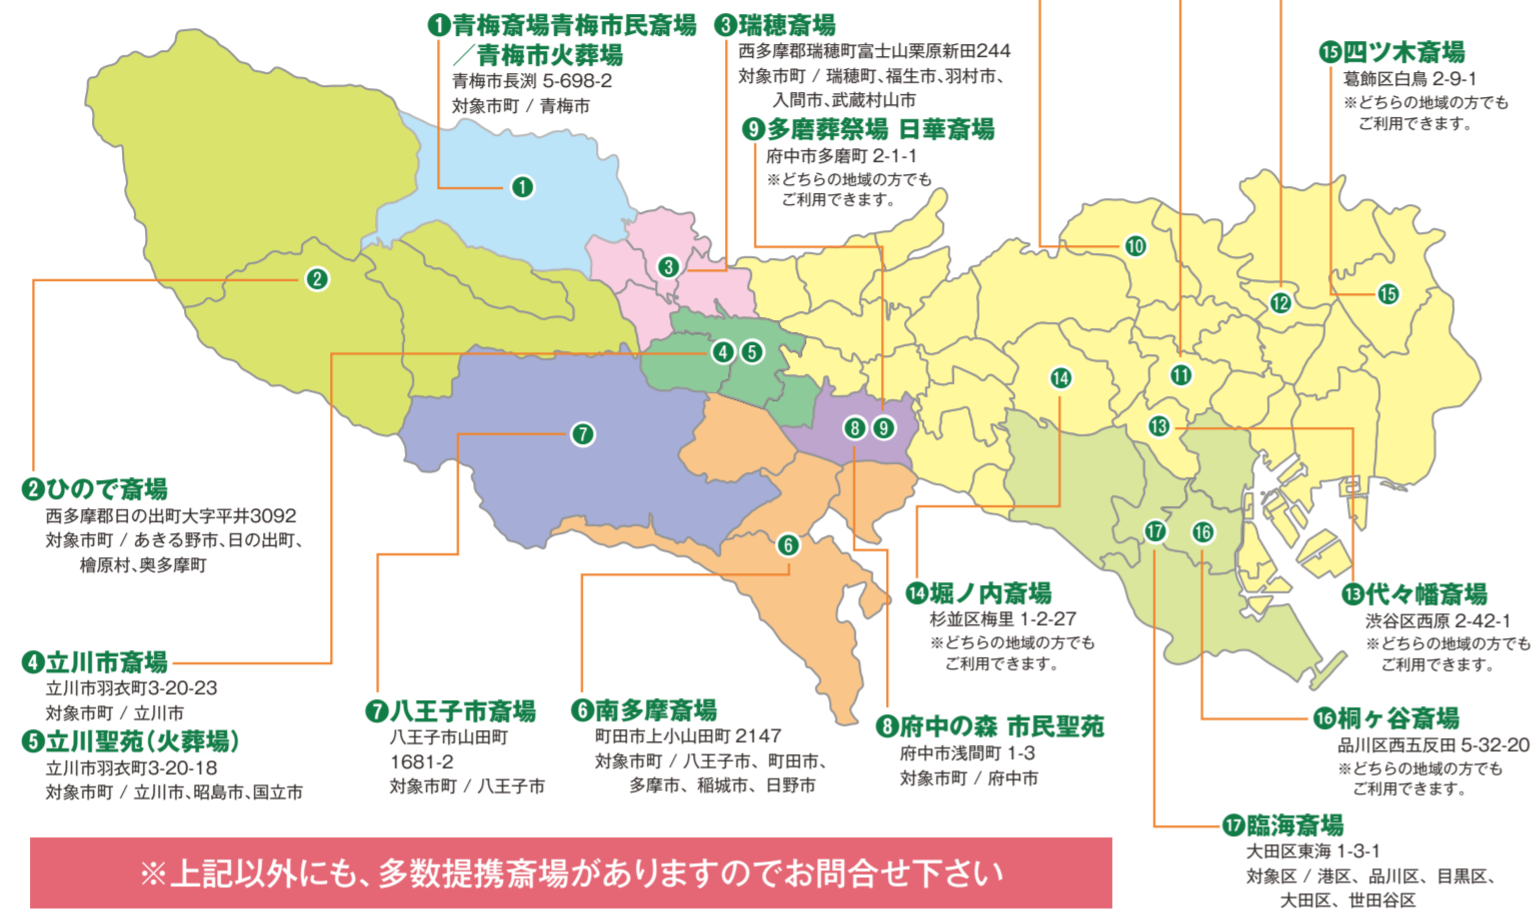 ❶青梅斎場青梅市民斎場
／青梅市火葬場
青梅市長渕 5-698-2
対象市町 / 青梅市
❸瑞穂斎場
西多摩郡瑞穂町富士山栗原新田244
対象市町 / 瑞穂町、福生市、羽村市、
入間市、武蔵村山市
❾多磨葬祭場 日華斎場
府中市多磨町 2-1-1
※どちらの地域の方でも
ご利用できます。
⓯四ツ木斎場
葛飾区白鳥 2-9-1
※どちらの地域の方でも
ご利用できます。
❶
❷
❸
❹
❺
❻
❼
❽
❾
❿
⓫
⓬
⓭
⓮
⓯
⓰
⓱
❷ひので斎場
西多摩郡日の出町大字平井3092
対象市町 / あきる野市、日の出町、
檜原村、奥多摩町
❹立川市斎場
立川市羽衣町3-20-23
対象市町 / 立川市
❺立川聖苑（火葬場）
立川市羽衣町3-20-18
対象市町 / 立川市、昭島市、国立市
❼八王子市斎場
八王子市山田町
1681-2
対象市町 / 八王子市
❻南多摩斎場
町田市上小山田町 2147
対象市町 / 八王子市、町田市、
多摩市、稲城市、日野市
❽府中の森 市民聖苑
府中市浅間町 1-3
対象市町 / 府中市
⓮堀ノ内斎場
杉並区梅里 1-2-27
※どちらの地域の方でも
ご利用できます。
⓭代々幡斎場
渋谷区西原 2-42-1
※どちらの地域の方でも
ご利用できます。
⓰桐ヶ谷斎場
品川区西五反田 5-32-20
※どちらの地域の方でも
ご利用できます。
⓱臨海斎場
大田区東海 1-3-1
対象区 / 港区、品川区、目黒区、
大田区、世田谷区
※上記以外にも、多数提携斎場がありますのでお問合せ下さい